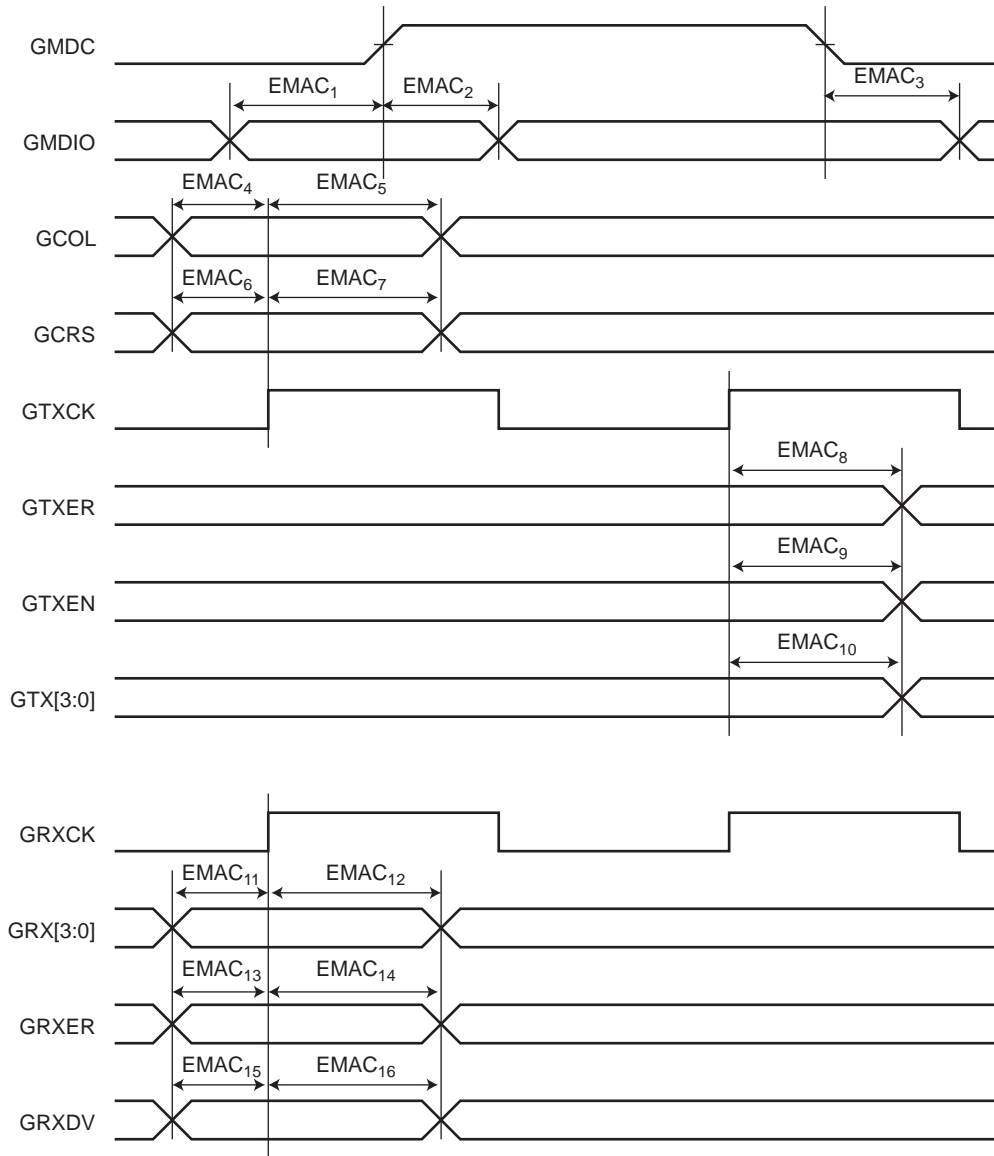 GMDC
EMAC1 EMAC2 EMAC3
GMDIO
EMAC4 EMAC5
GCOL
EMAC6 EMAC7
GCRS
GTXCK
EMAC8
GTXER
EMAC9
GTXEN
EMAC10
GTX[3:0]
GRXCK
EMAC11 EMAC12
GRX[3:0]
EMAC13 EMAC14
GRXER
EMAC15 EMAC16
GRXDV